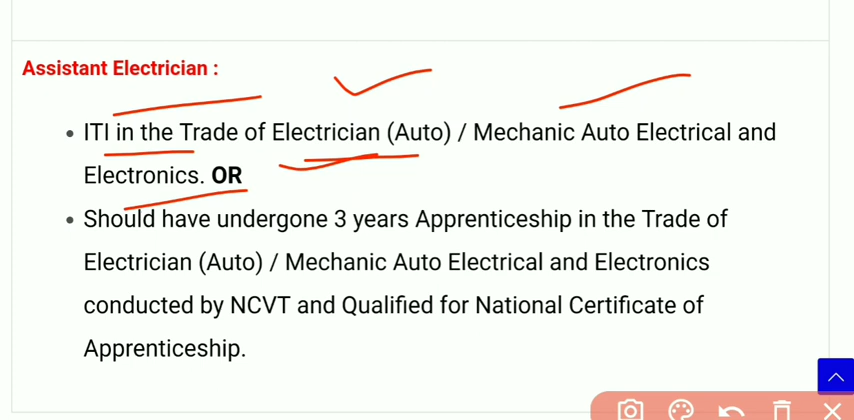 Assistant Electrician :
ITI in the Trade of Electrician (Auto) / Mechanic Auto Electrical and
Electronics. OR
Should have undergone 3 years Apprenticeship in the Trade of
Electrician (Auto) / Mechanic Auto Electrical and Electronics
conducted by NCVT and Qualified for National Certificate of
Apprenticeship.